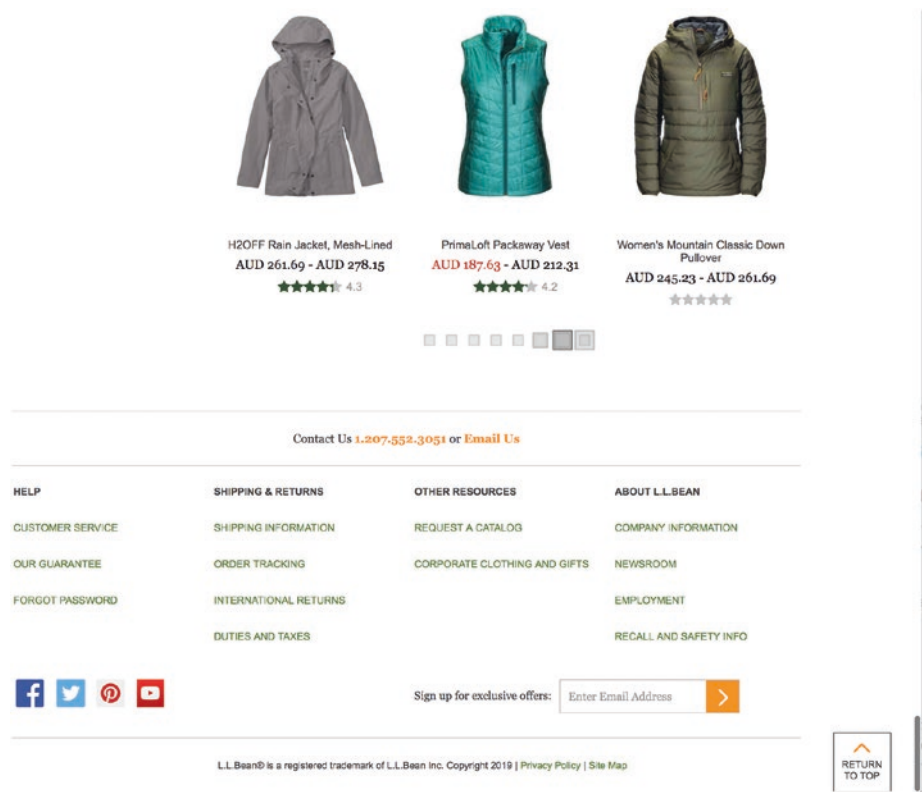 H2OFF Rain Jacket, Mesh-Lined
AUD 261.69 - AUD 278.15
4.3
PrimaLoft Packaway Vest
AUD 187.63 - AUD 212.31
4.2
Women's Mountain Classic Down
Pullover
AUD 245.23 - AUD 261.69
Contact Us 1.207.552.3051 or Email Us
HELP
CUSTOMER SERVICE
OUR GUARANTEE
FORGOT PASSWORD
SHIPPING & RETURNS
SHIPPING INFORMATION
ORDER TRACKING
INTERNATIONAL RETURNS
DUTIES AND TAXES
OTHER RESOURCES
REQUEST A CATALOG
CORPORATE CLOTHING AND GIFTS
ABOUT L.L.BEAN
COMPANY INFORMATION
NEWSROOM
EMPLOYMENT
RECALL AND SAFETY INFO
Sign up for exclusive offers: Enter Email Address
L.L.Bean® is a registered trademark of L.L.Bean Inc. Copyright 2019 | Privacy Policy | Site Map
RETURN
TO TOP